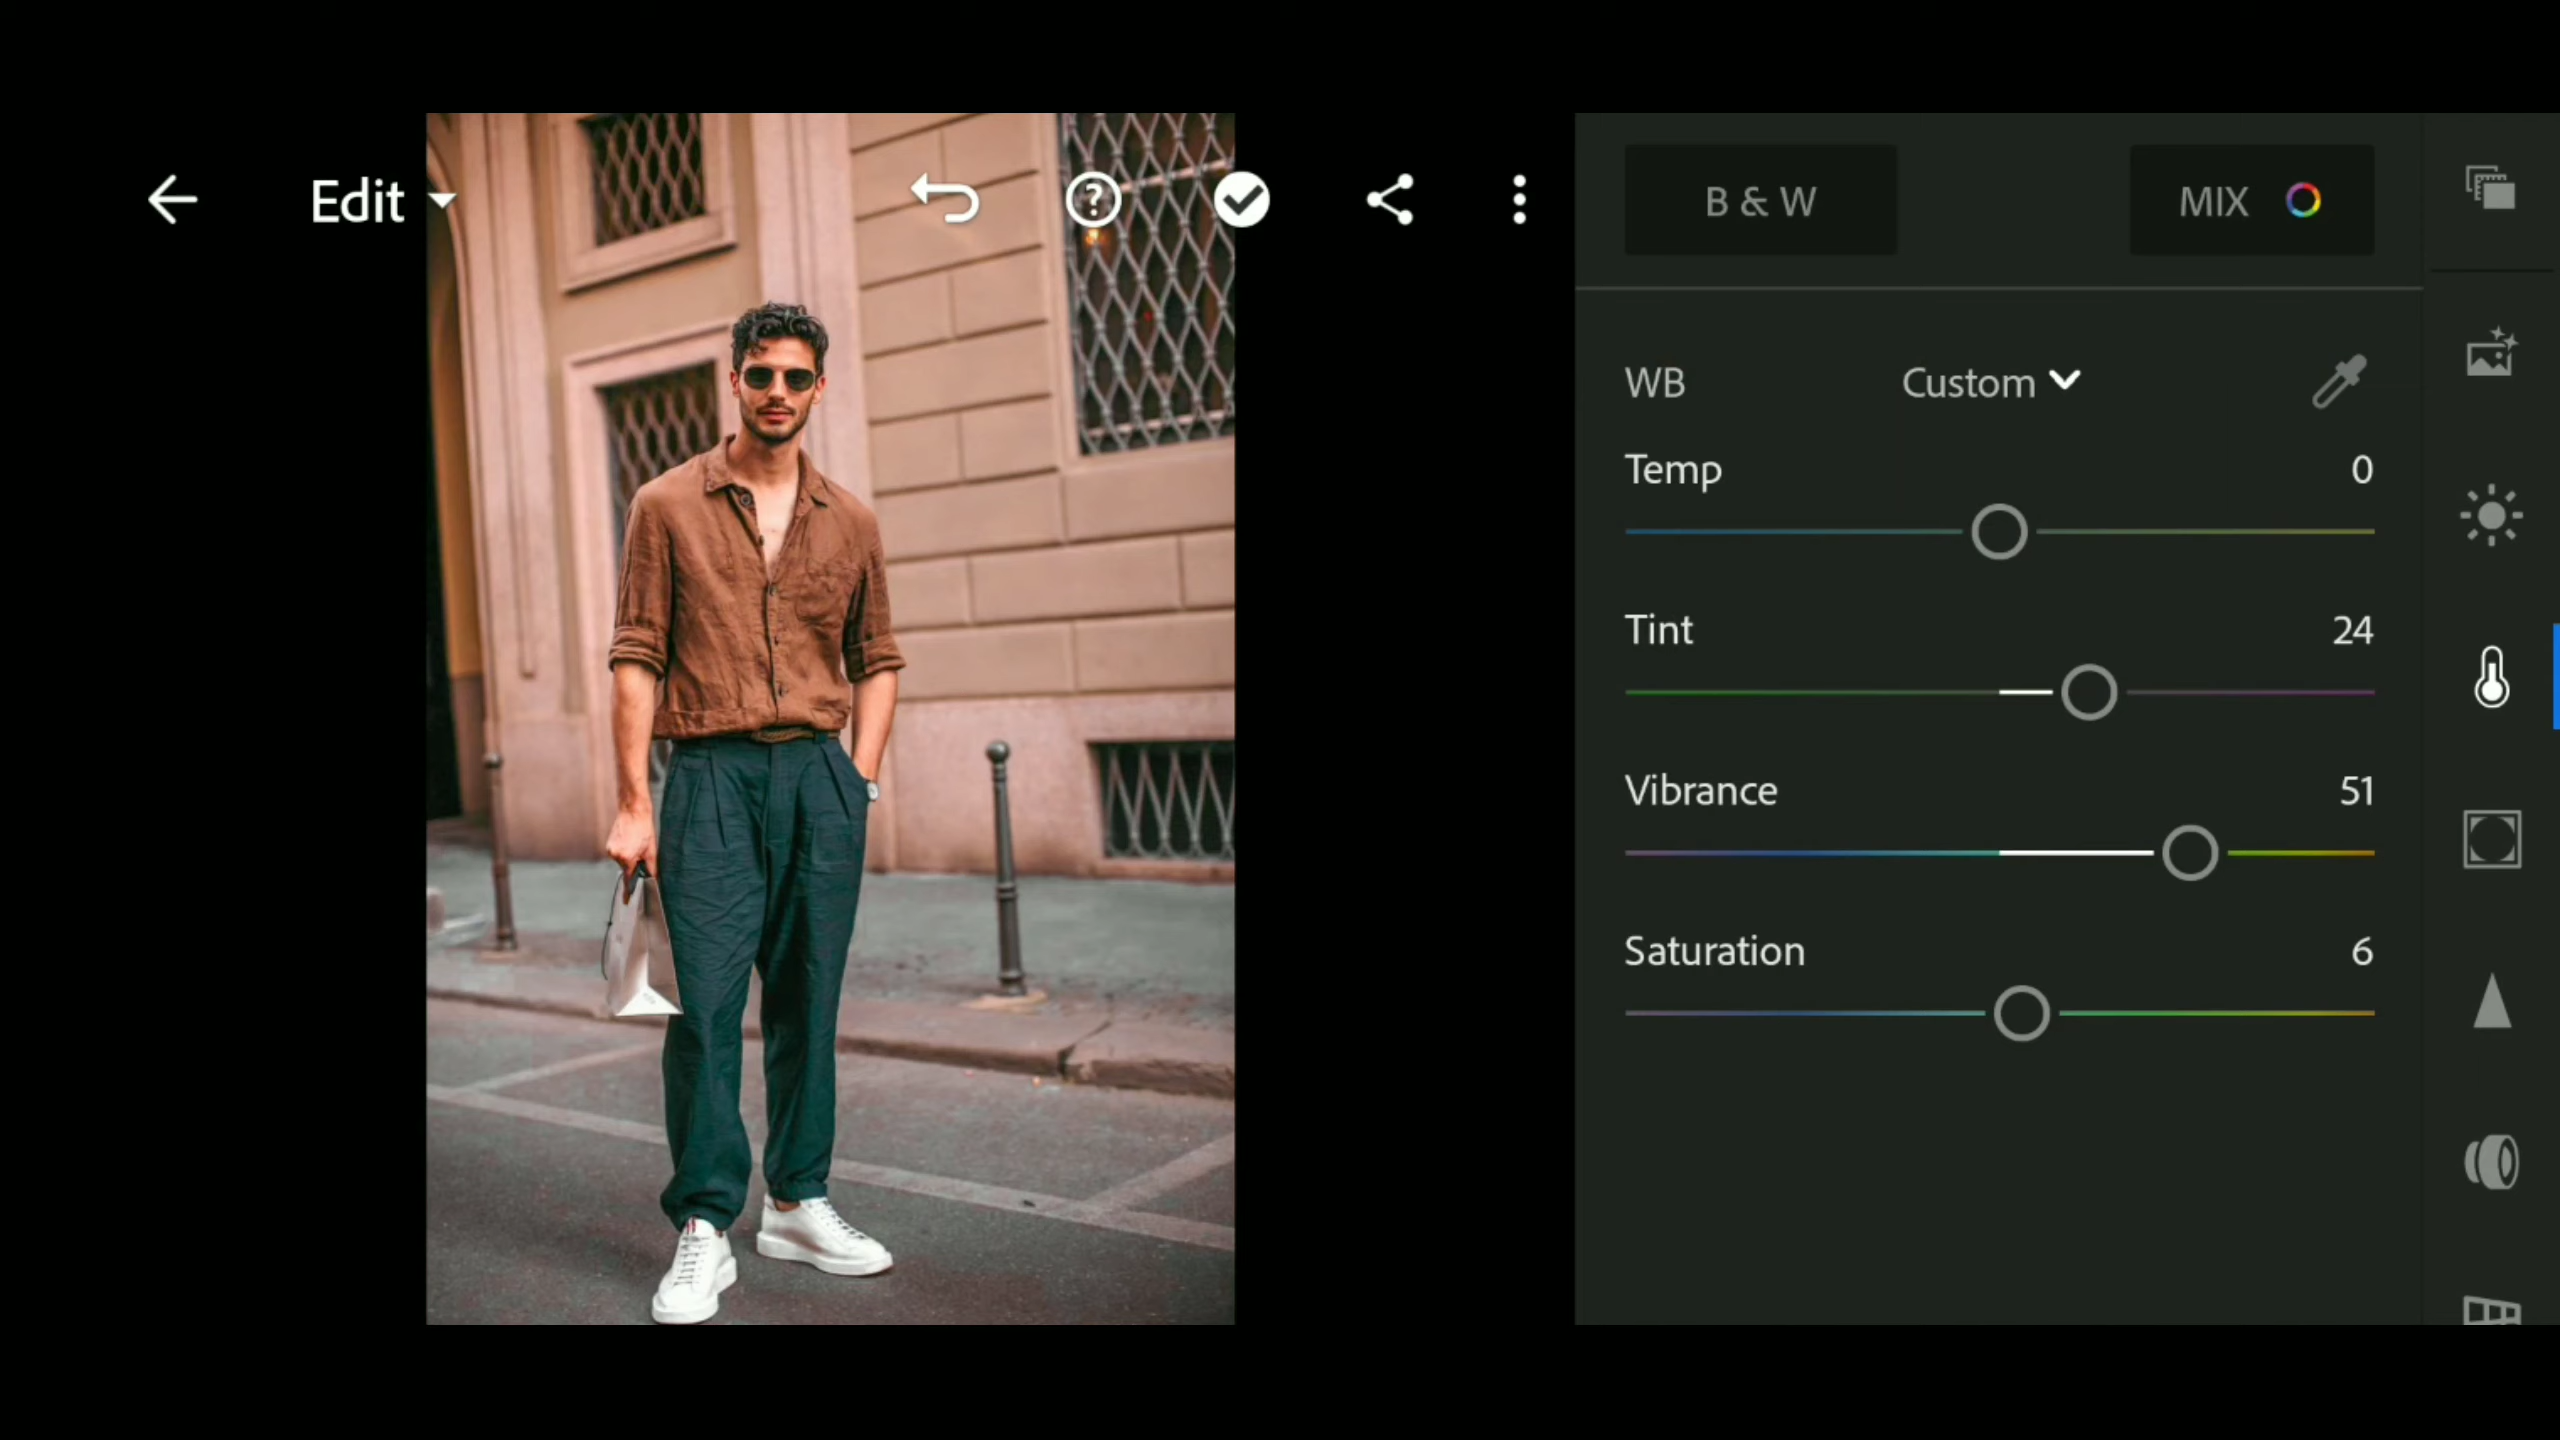 Edit
B & W
MIX
WB Custom
Temp 0
Tint 24
Vibrance 51
Saturation 6